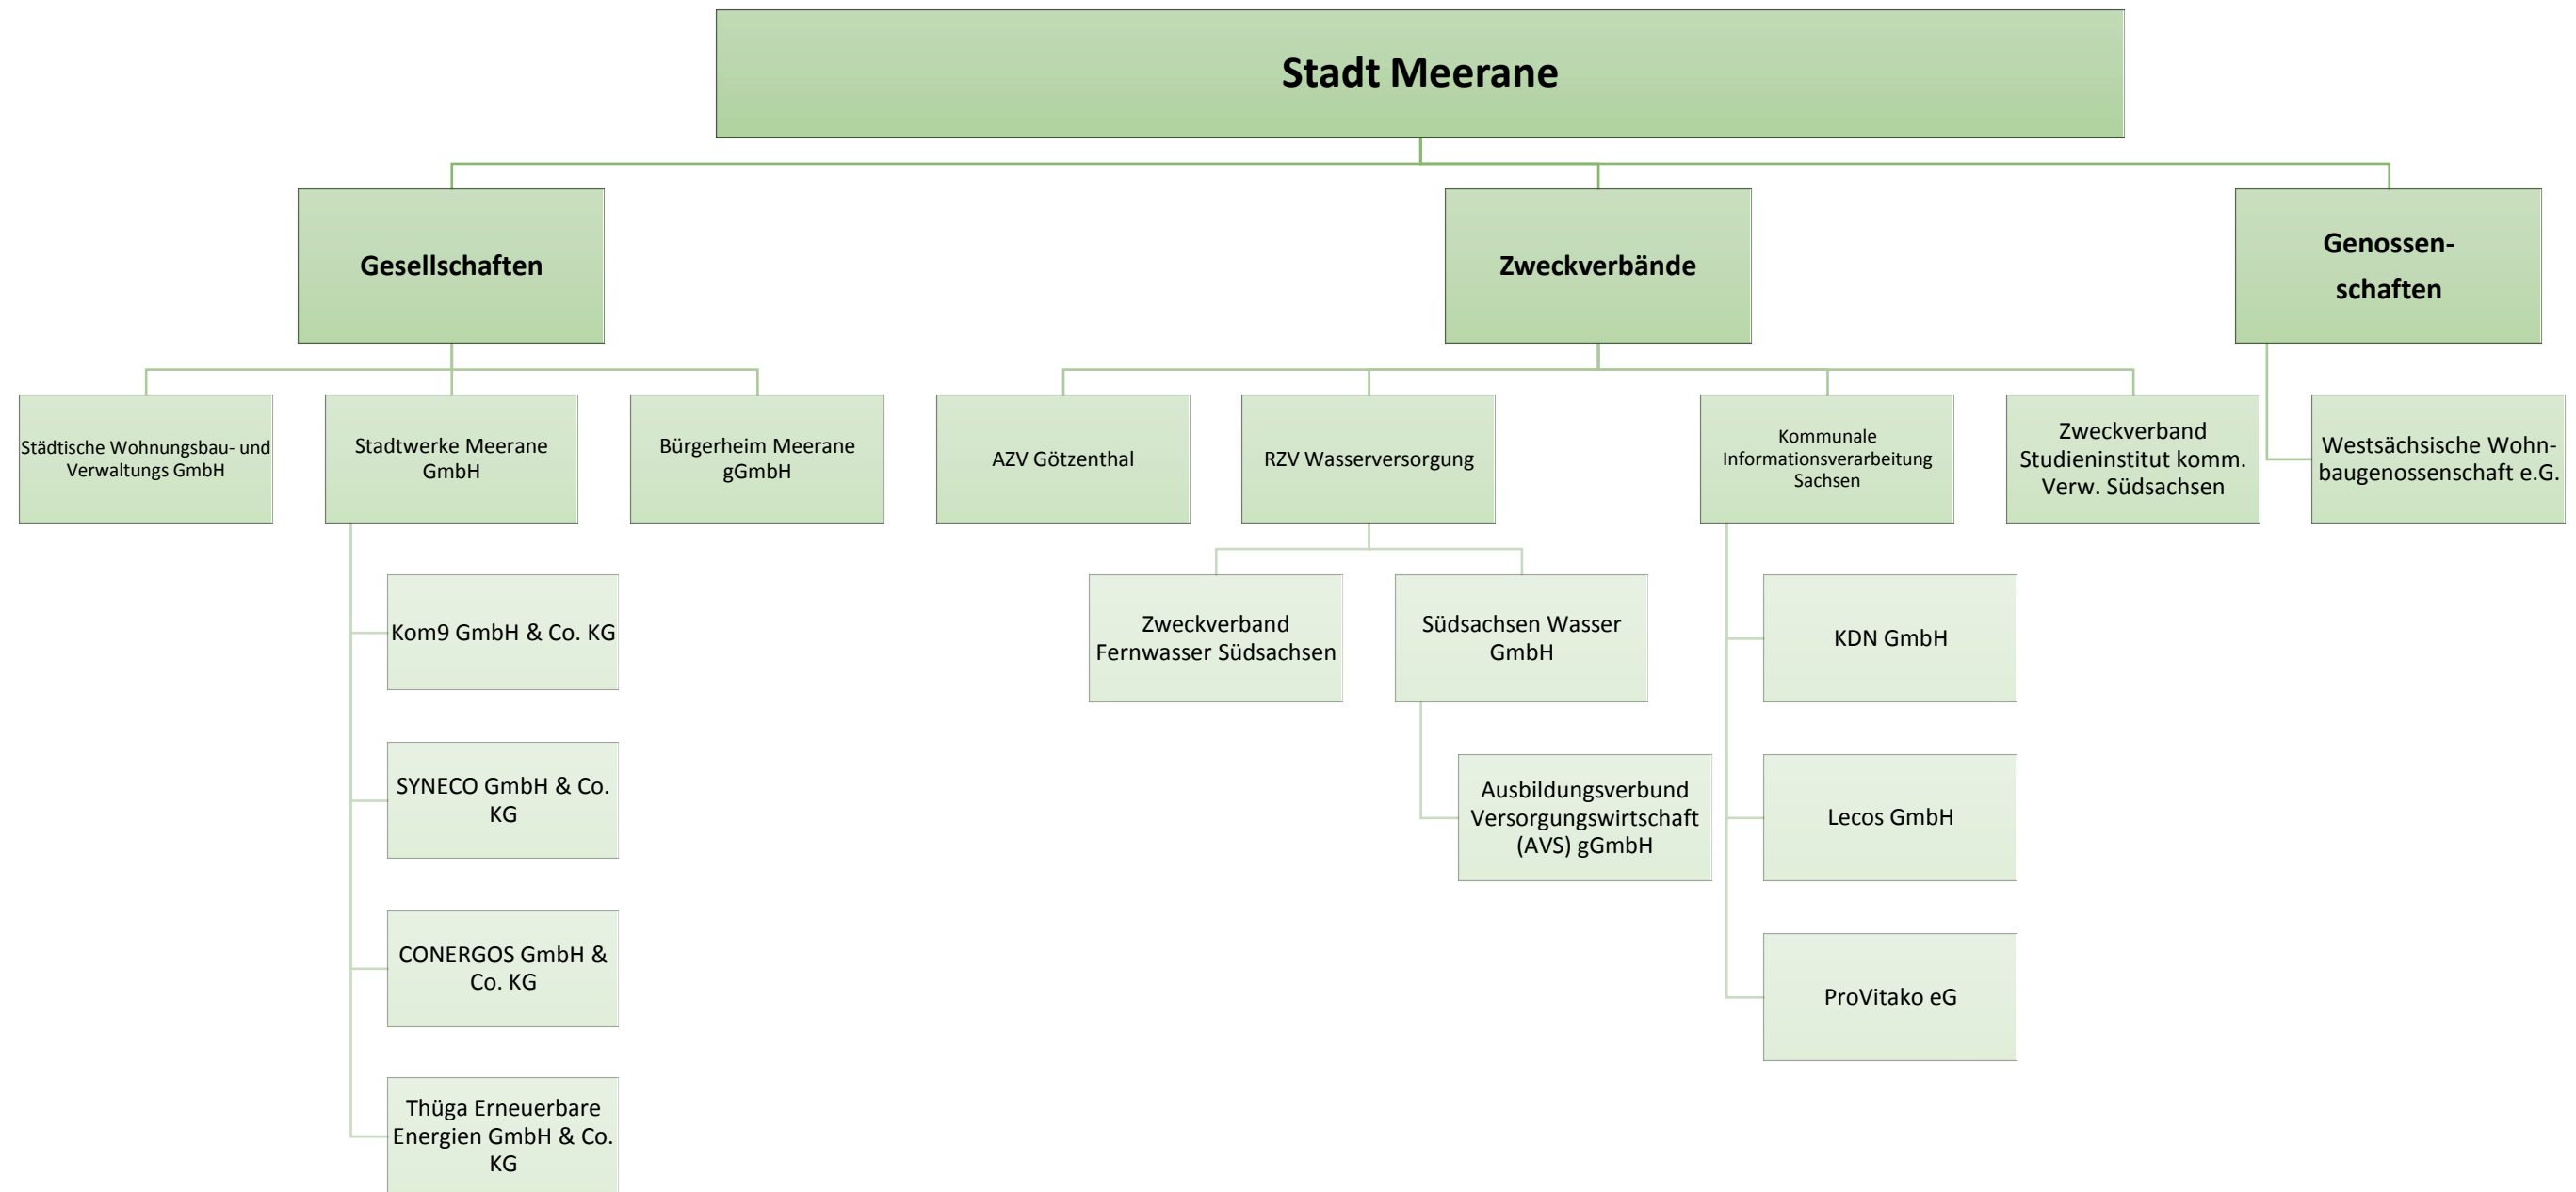 Stadt Meerane
Gesellschaften
Zweckverbände
Genossen-
schaften
Städtische Wohnungsbau- und
Verwaltungs GmbH
Stadtwerke Meerane
GmbH
Bürgerheim Meerane
gGmbH
AZV Götzenthal
RZV Wasserversorgung
Kommunale
Informationsverarbeitung
Sachsen
Zweckverband
Studieninstitut komm.
Verw. Südsachsen
Westsächsische Wohn-
baugenossenschaft e.G.
Kom9 GmbH & Co. KG
SYNECO GmbH & Co.
KG
CONERGOS GmbH &
Co. KG
Thüga Erneuerbare
Energien GmbH & Co.
KG
Zweckverband
Fernwasser Südsachsen
Südsachsen Wasser
GmbH
Ausbildungsverbund
Versorgungswirtschaft
(AVS) gGmbH
KDN GmbH
Lecos GmbH
ProVitako eG